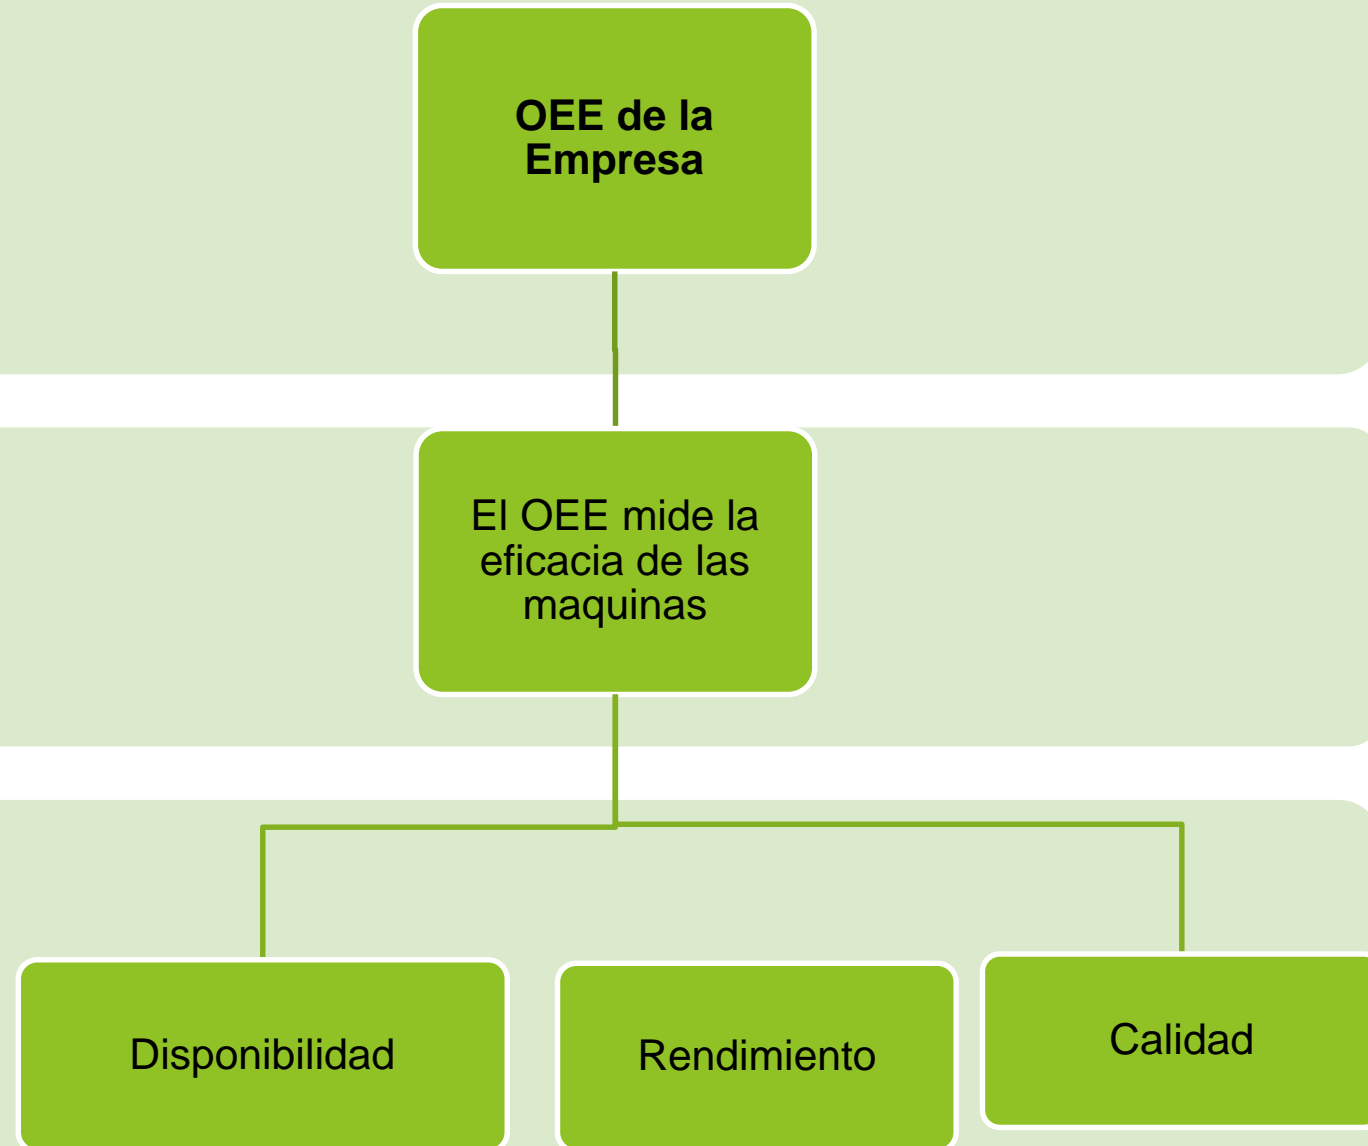 OEE de la
Empresa
El OEE mide la
eficacia de las
maquinas
Disponibilidad
Rendimiento
Calidad